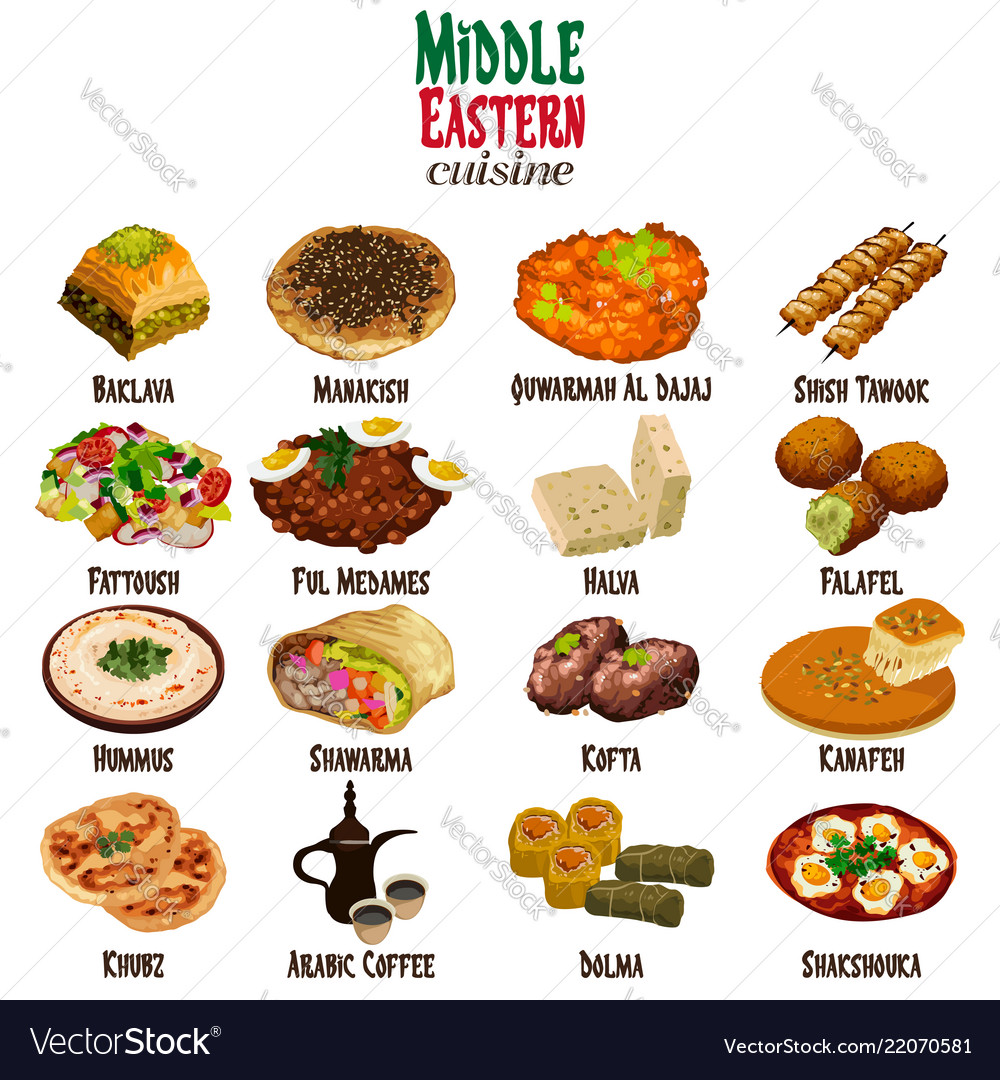 MiDDLE
EASTERN
cuisine
BAKLAVA
MANAKiSH
QUWARMAH AL DAJAJ
SHiSH TAWOOK
FATTOUSH
FUL MEDAMES
HALVA
FALAFEL
HUMMUS
SHAWARMA
KOFTA
KANAFEH
KHUBZ
ARABiC COFFEE
DOLMA
SHAKSHOUKA
VectorStock®
VectorStock.com/22070581